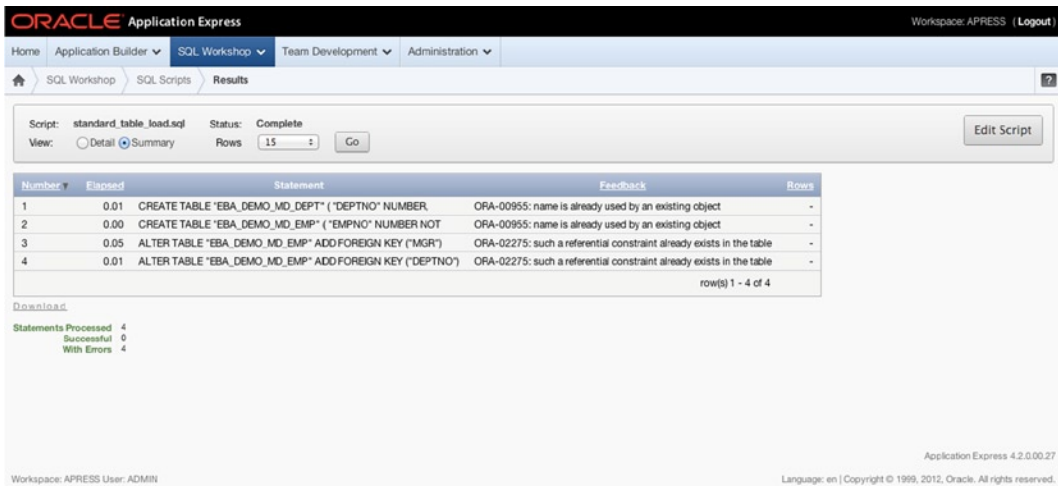 ORACLE Application Express Workspace: APRESS (Logout)
Home Application Builder SQL Workshop Team Development Administration
SQL Workshop SQL Scripts Results ?
Script: standard_table_load.sql Status: Complete
Edit Script
View: Detail Summary Rows 15 Go
Number Elapsed Statement Feedback Rows
1 0.01 CREATE TABLE "EBA_DEMO_MD_DEPT" ( "DEPTNO" NUMBER, ORA-00955: name is already used by an existing object -
2 0.00 CREATE TABLE "EBA_DEMO_MD_EMP" ( "EMPNO" NUMBER NOT ORA-00955: name is already used by an existing object -
3 0.05 ALTER TABLE "EBA_DEMO_MD_EMP" ADD FOREIGN KEY ("MGR") ORA-02275: such a referential constraint already exists in the table -
4 0.01 ALTER TABLE "EBA_DEMO_MD_EMP" ADD FOREIGN KEY ("DEPTNO") ORA-02275: such a referential constraint already exists in the table -
row(s) 1 - 4 of 4
Download
Statements Processed 4
Successful 0
With Errors 4
Application Express 4.2.0.00.27
Workspace: APRESS User: ADMIN Language: en | Copyright © 1999, 2012, Oracle. All rights reserved.